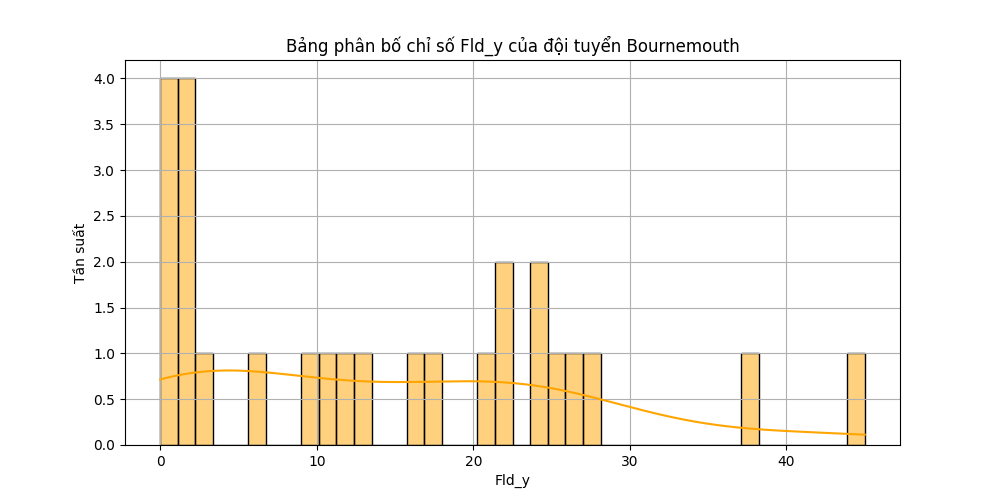 Bảng phân bố chỉ số Fld_y của đội tuyển Bournemouth
4.0
3.5
3.0
2.5
2.0
1.5
1.0
0.5
0.0
Tần suất
0 10 20 30 40
Fld_y